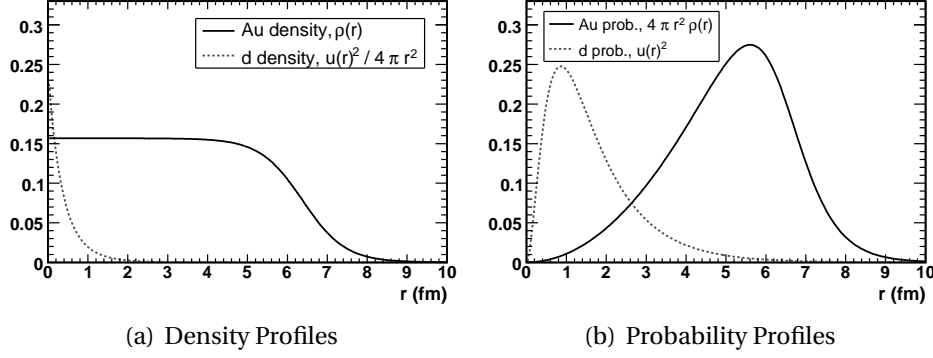 0.3
0.25
0.2
0.15
0.1
0.05
0
Au density, ρ(r)
d density, u(r)² / 4 π r²
0 1 2 3 4 5 6 7 8 9 10
r (fm)
(a) Density Profiles
0.3
0.25
0.2
0.15
0.1
0.05
0
Au prob., 4 π r² ρ(r)
d prob., u(r)²
0 1 2 3 4 5 6 7 8 9 10
r (fm)
(b) Probability Profiles